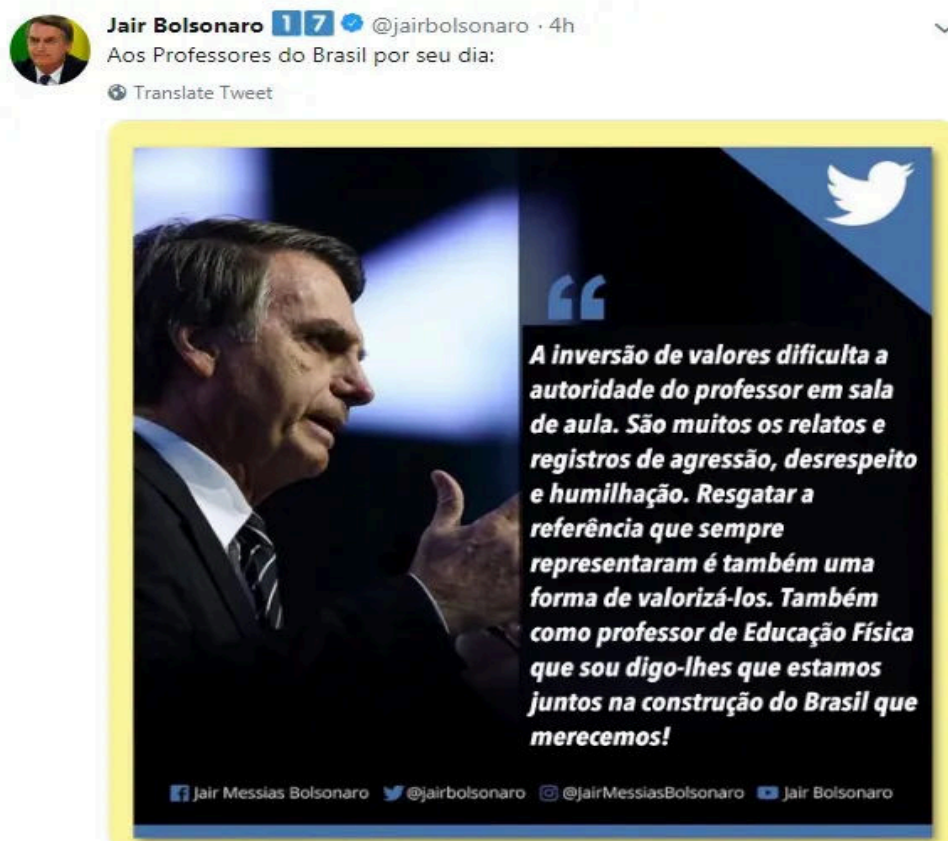 Jair Bolsonaro 17 @jairbolsonaro · 4h
Aos Professores do Brasil por seu dia:
Translate Tweet
“
A inversão de valores dificulta a
autoridade do professor em sala
de aula. São muitos os relatos e
registros de agressão, desrespeito
e humilhação. Resgatar a
referência que sempre
representaram é também uma
forma de valorizá-los. Também
como professor de Educação Física
que sou digo-lhes que estamos
juntos na construção do Brasil que
merecemos!
Jair Messias Bolsonaro @jairbolsonaro @JairMessiasBolsonaro Jair Bolsonaro